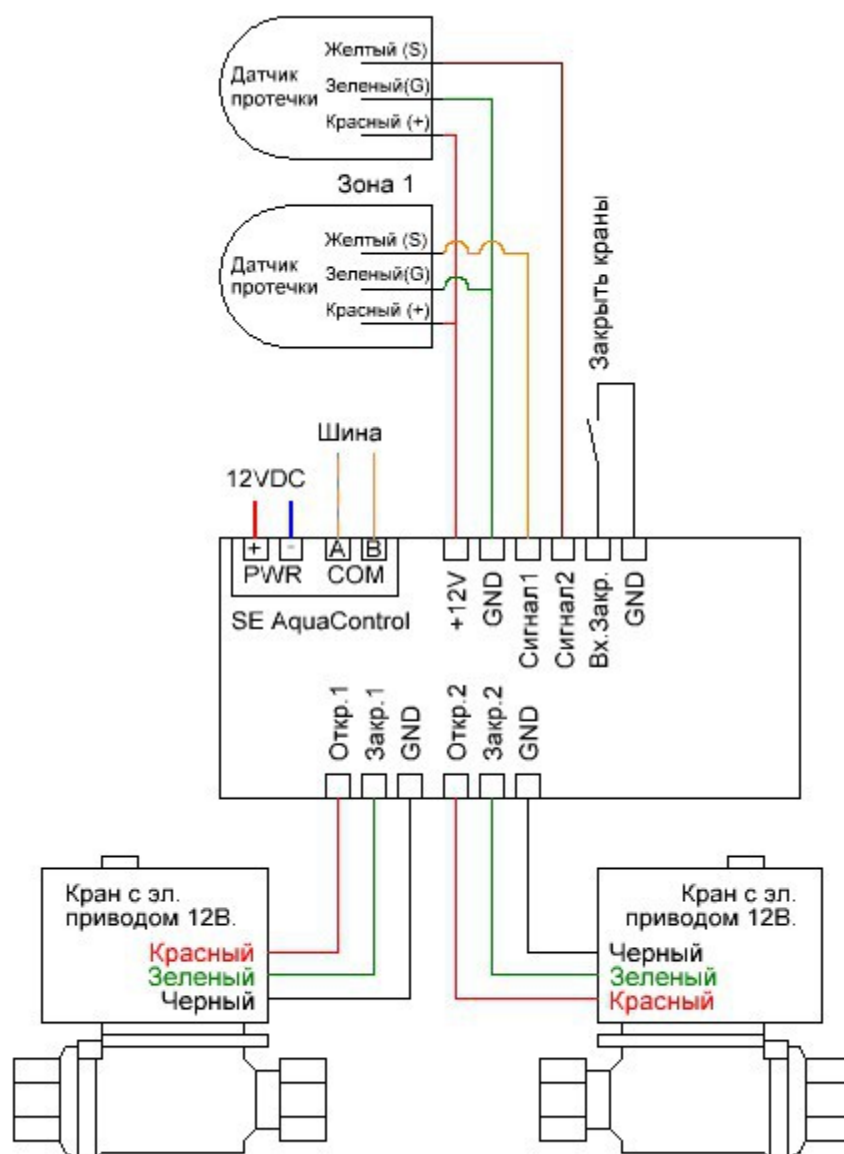 Желтый (S)
Датчик
протечки
Зеленый(G)
Красный (+)
Зона 1
Желтый (S)
Датчик
протечки
Зеленый(G)
Красный (+)
Закрыть краны
Шина
12VDC
+ - A B
PWR COM
SE AquaControl
+12V
GND
Сигнал1
Сигнал2
Вх.Закр.
GND
Откр.1
Закр.1
GND
Откр.2
Закр.2
GND
Кран с эл.
приводом 12В.
Красный
Зеленый
Черный
Кран с эл.
приводом 12В.
Черный
Зеленый
Красный